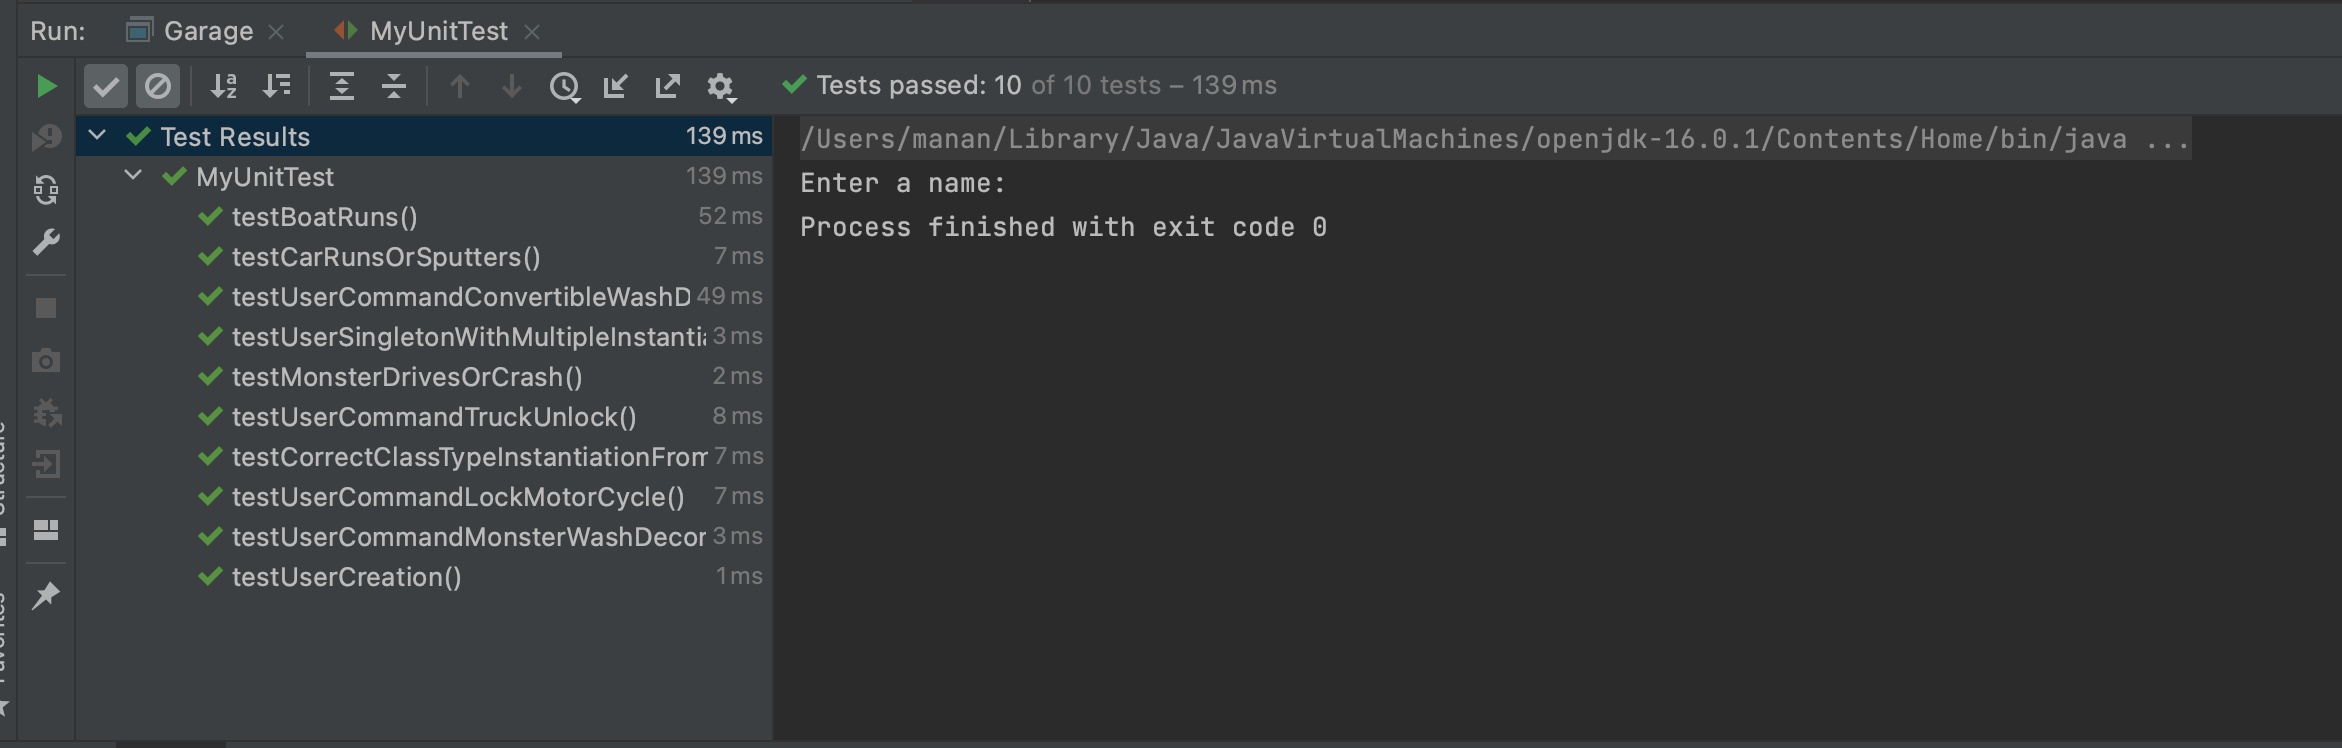 Run: Garage MyUnitTest
Tests passed: 10 of 10 tests – 139 ms
Test Results 139 ms
MyUnitTest 139 ms
testBoatRuns() 52 ms
testCarRunsOrSputters() 7 ms
testUserCommandConvertibleWashD 49 ms
testUserSingletonWithMultipleInstantia 3 ms
testMonsterDrivesOrCrash() 2 ms
testUserCommandTruckUnlock() 8 ms
testCorrectClassTypeInstantiationFrom 7 ms
testUserCommandLockMotorCycle() 7 ms
testUserCommandMonsterWashDecor 3 ms
testUserCreation() 1 ms
/Users/manan/Library/Java/JavaVirtualMachines/openjdk-16.0.1/Contents/Home/bin/java ...
Enter a name:
Process finished with exit code 0
Structure
Favorites